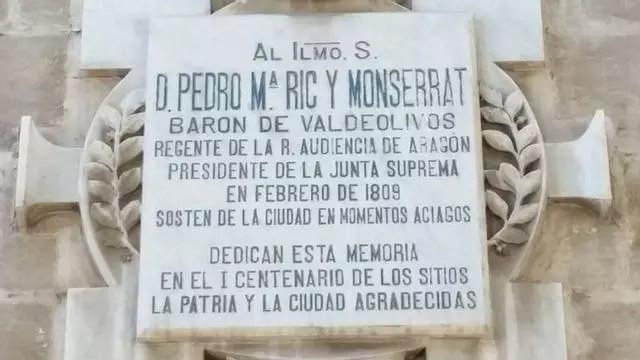 AL ILMO. S.
D. PEDRO Mª RIC Y MONSERRAT
BARON DE VALDEOLIVOS
REGENTE DE LA R. AUDIENCIA DE ARAGÓN
PRESIDENTE DE LA JUNTA SUPREMA
EN FEBRERO DE 1809
SOSTEN DE LA CIUDAD EN MOMENTOS ACIAGOS
DEDICAN ESTA MEMORIA
EN EL I CENTENARIO DE LOS SITIOS
LA PATRIA Y LA CIUDAD AGRADECIDAS